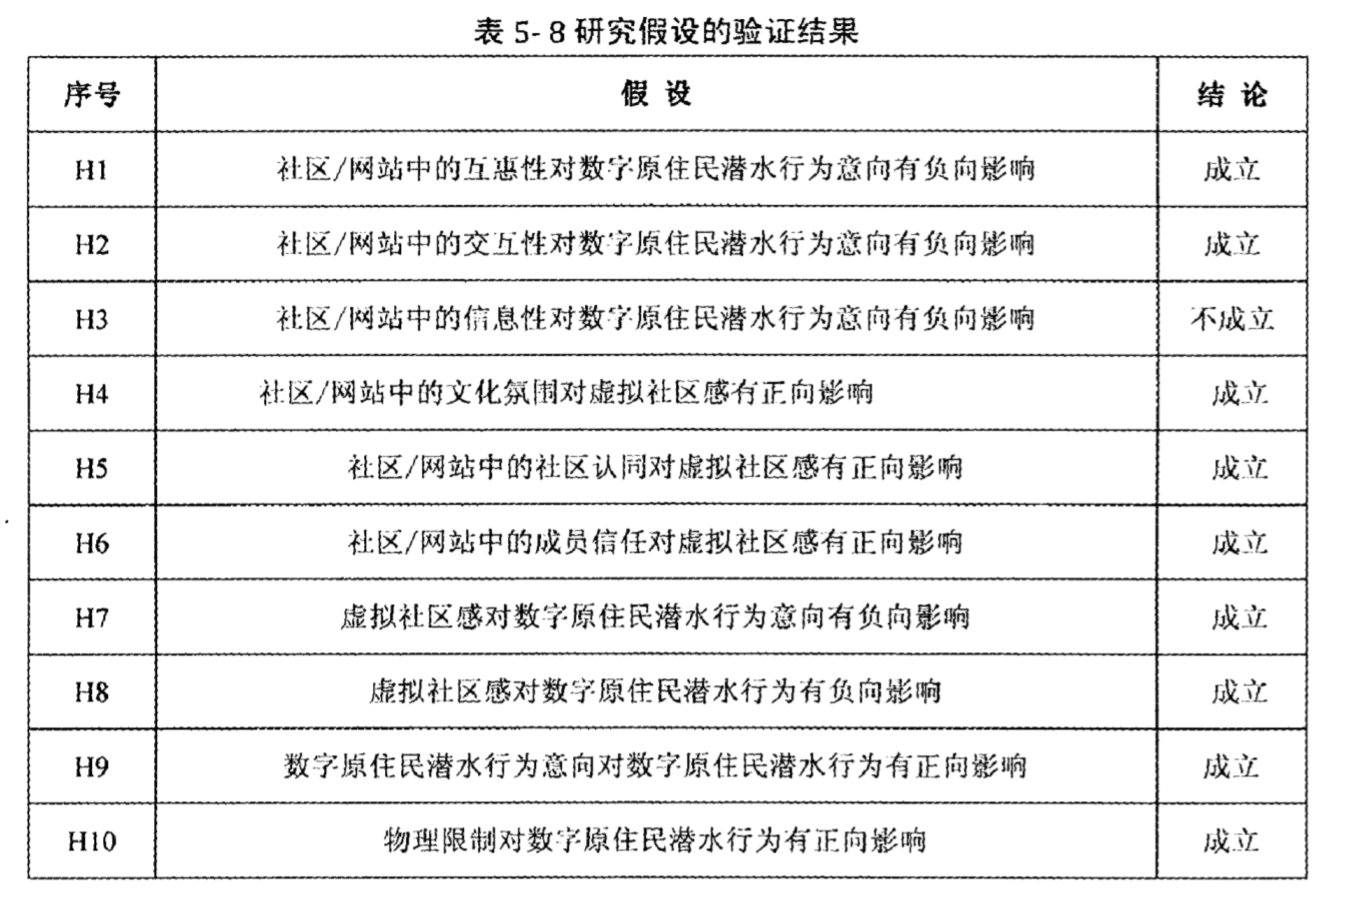 表 5- 8 研究假设的验证结果
序号 假 设 结 论
H1 社区/网站中的互惠性对数字原住民潜水行为意向有负向影响 成立
H2 社区/网站中的交互性对数字原住民潜水行为意向有负向影响 成立
H3 社区/网站中的信息性对数字原住民潜水行为意向有负向影响 不成立
H4 社区/网站中的文化氛围对虚拟社区感有正向影响 成立
H5 社区/网站中的社区认同对虚拟社区感有正向影响 成立
H6 社区/网站中的成员信任对虚拟社区感有正向影响 成立
H7 虚拟社区感对数字原住民潜水行为意向有负向影响 成立
H8 虚拟社区感对数字原住民潜水行为有负向影响 成立
H9 数字原住民潜水行为意向对数字原住民潜水行为有正向影响 成立
H10 物理限制对数字原住民潜水行为有正向影响 成立